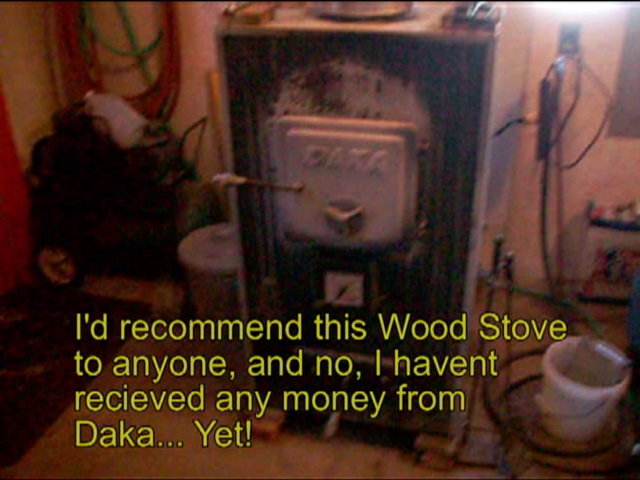 DAKA
I'd recommend this Wood Stove
to anyone, and no, I havent
recieved any money from
Daka... Yet!